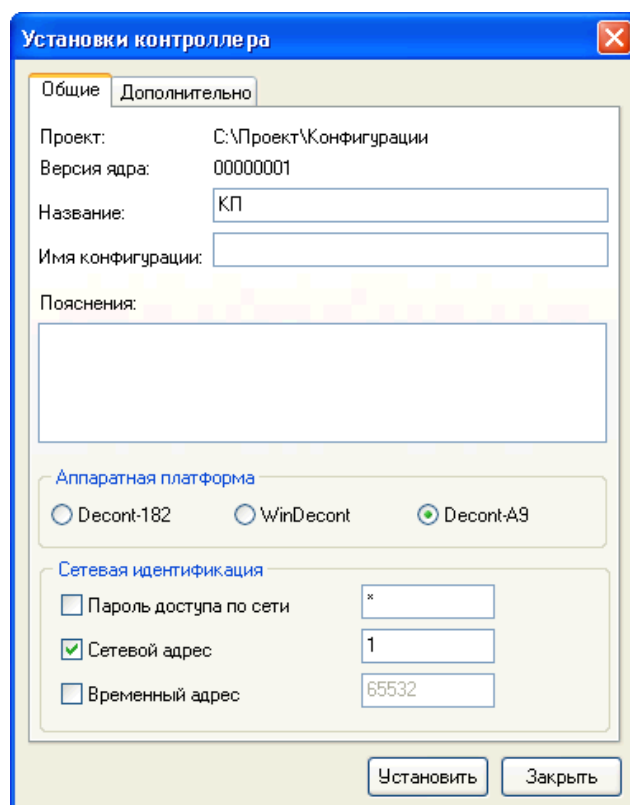 Установки контроллера
Общие Дополнительно
Проект: C:\Проект\Конфигурации
Версия ядра: 00000001
Название: КП
Имя конфигурации:
Пояснения:
Аппаратная платформа
Decont-182 WinDecont Decont-A9
Сетевая идентификация
Пароль доступа по сети *
Сетевой адрес 1
Временный адрес 65532
Установить Закрыть